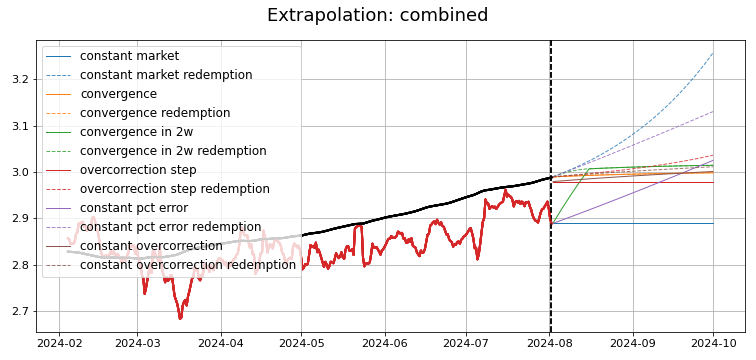 Extrapolation: combined
constant market
constant market redemption
convergence
convergence redemption
convergence in 2w
convergence in 2w redemption
overcorrection step
overcorrection step redemption
constant pct error
constant pct error redemption
constant overcorrection
constant overcorrection redemption
3.2
3.1
3.0
2.9
2.8
2.7
2024-02 2024-03 2024-04 2024-05 2024-06 2024-07 2024-08 2024-09 2024-10